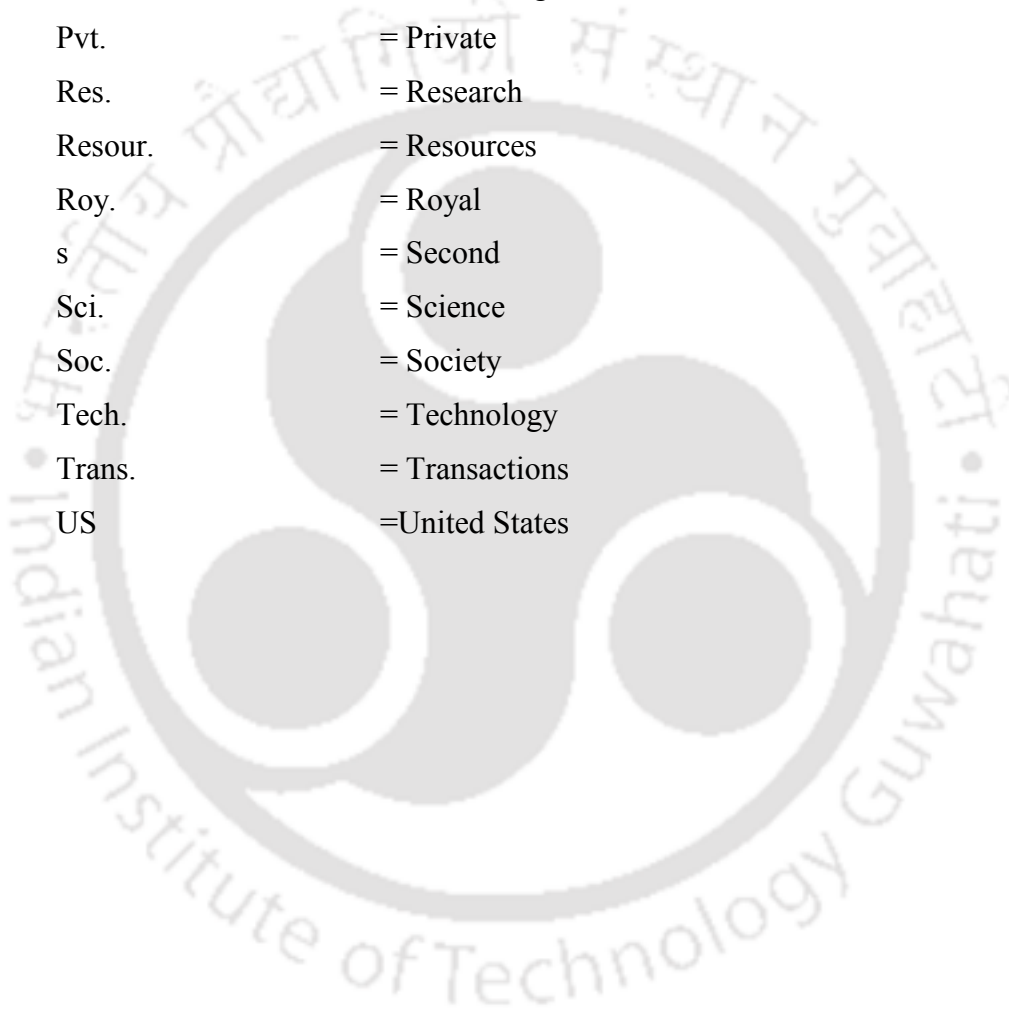 Pvt. = Private
Res. = Research
Resour. = Resources
Roy. = Royal
s = Second
Sci. = Science
Soc. = Society
Tech. = Technology
Trans. = Transactions
US =United States
भारतीय प्रौद्योगिकी संस्थान गुवाहाटी
Indian Institute of Technology Guwahati